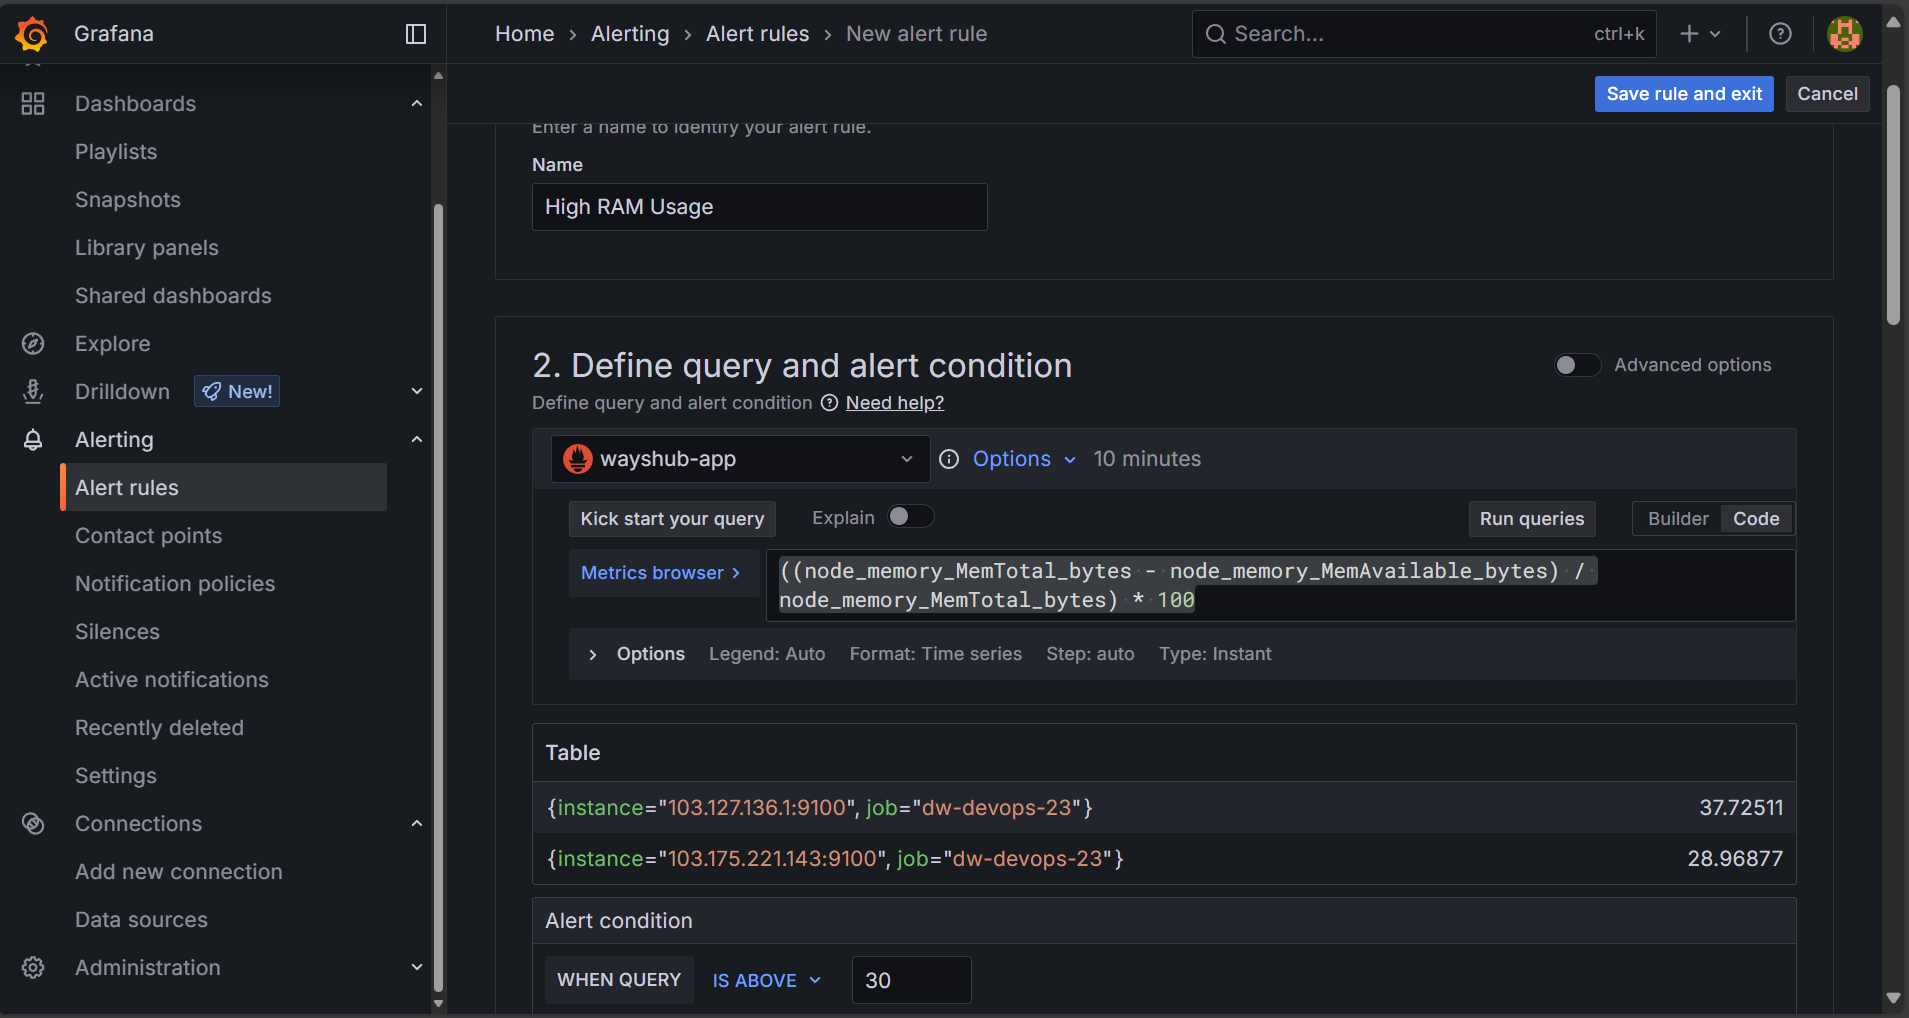 Grafana
Home › Alerting › Alert rules › New alert rule
Search...
ctrl+k
Save rule and exit
Cancel
Dashboards
Playlists
Snapshots
Library panels
Shared dashboards
Explore
Drilldown
New!
Alerting
Alert rules
Contact points
Notification policies
Silences
Active notifications
Recently deleted
Settings
Connections
Add new connection
Data sources
Administration
Enter a name to identify your alert rule.
Name
High RAM Usage
2. Define query and alert condition
Advanced options
Define query and alert condition Need help?
wayshub-app
Options
10 minutes
Kick start your query
Explain
Run queries
Builder
Code
Metrics browser >
((node_memory_MemTotal_bytes - node_memory_MemAvailable_bytes) /
node_memory_MemTotal_bytes) * 100
Options
Legend: Auto
Format: Time series
Step: auto
Type: Instant
Table
{instance="103.127.136.1:9100", job="dw-devops-23"}
37.72511
{instance="103.175.221.143:9100", job="dw-devops-23"}
28.96877
Alert condition
WHEN QUERY
IS ABOVE
30